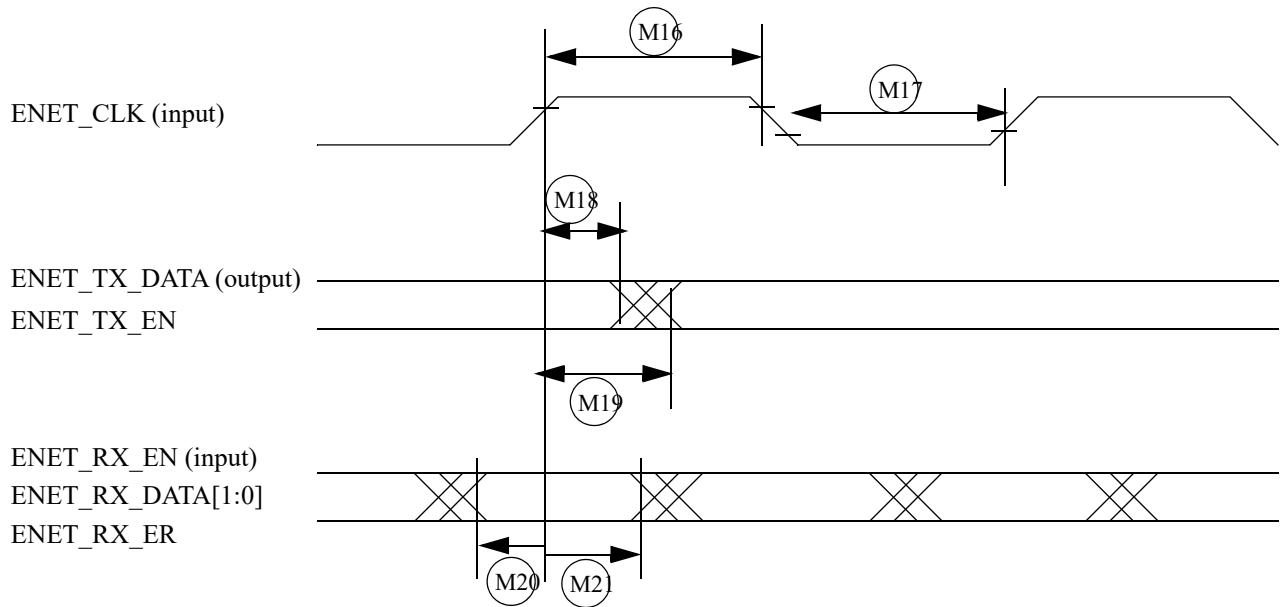 M16
M17
ENET_CLK (input)
M18
ENET_TX_DATA (output)
ENET_TX_EN
M19
ENET_RX_EN (input)
ENET_RX_DATA[1:0]
ENET_RX_ER
M20
M21